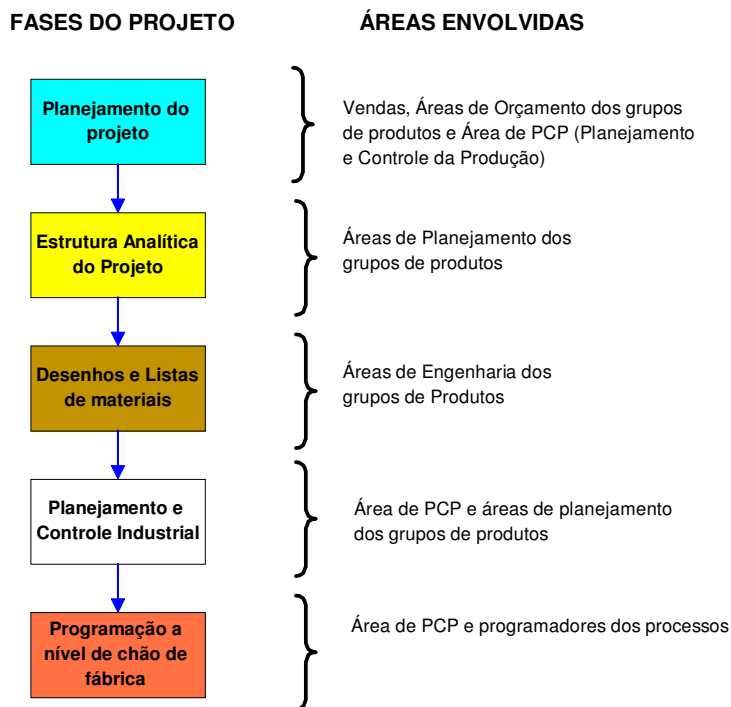 FASES DO PROJETO
ÁREAS ENVOLVIDAS
Planejamento do
projeto
Vendas, Áreas de Orçamento dos grupos
de produtos e Área de PCP (Planejamento
e Controle da Produção)
Estrutura Analítica
do Projeto
Áreas de Planejamento dos
grupos de produtos
Desenhos e Listas
de materiais
Áreas de Engenharia dos
grupos de Produtos
Planejamento e
Controle Industrial
Área de PCP e áreas de planejamento
dos grupos de produtos
Programação a
nível de chão de
fábrica
Área de PCP e programadores dos processos